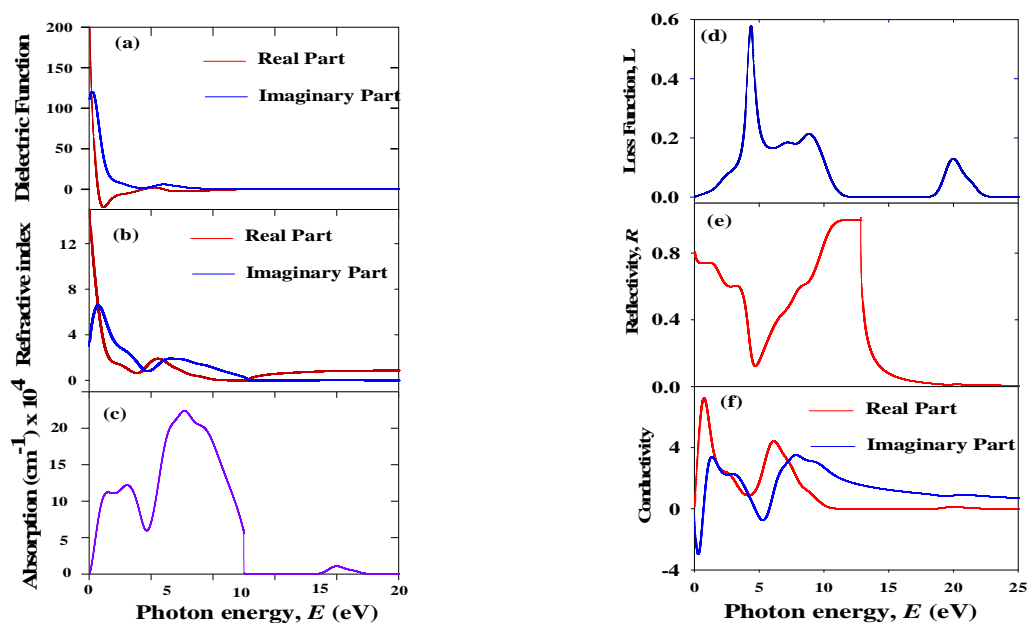 Dielectric Function
200
150
100
50
0
(a)
Real Part
Imaginary Part
Refractive index
12
8
4
0
(b)
Real Part
Imaginary Part
Absorption (cm-1) x 10^4
20
15
10
5
0
(c)
0 5 10 15 20
Photon energy, E (eV)
Loss Function, L
0.6
0.4
0.2
0.0
(d)
Reflectivity, R
0.8
0.4
0.0
(e)
Conductivity
4
0
-4
(f)
Real Part
Imaginary Part
0 5 10 15 20 25
Photon energy, E (eV)